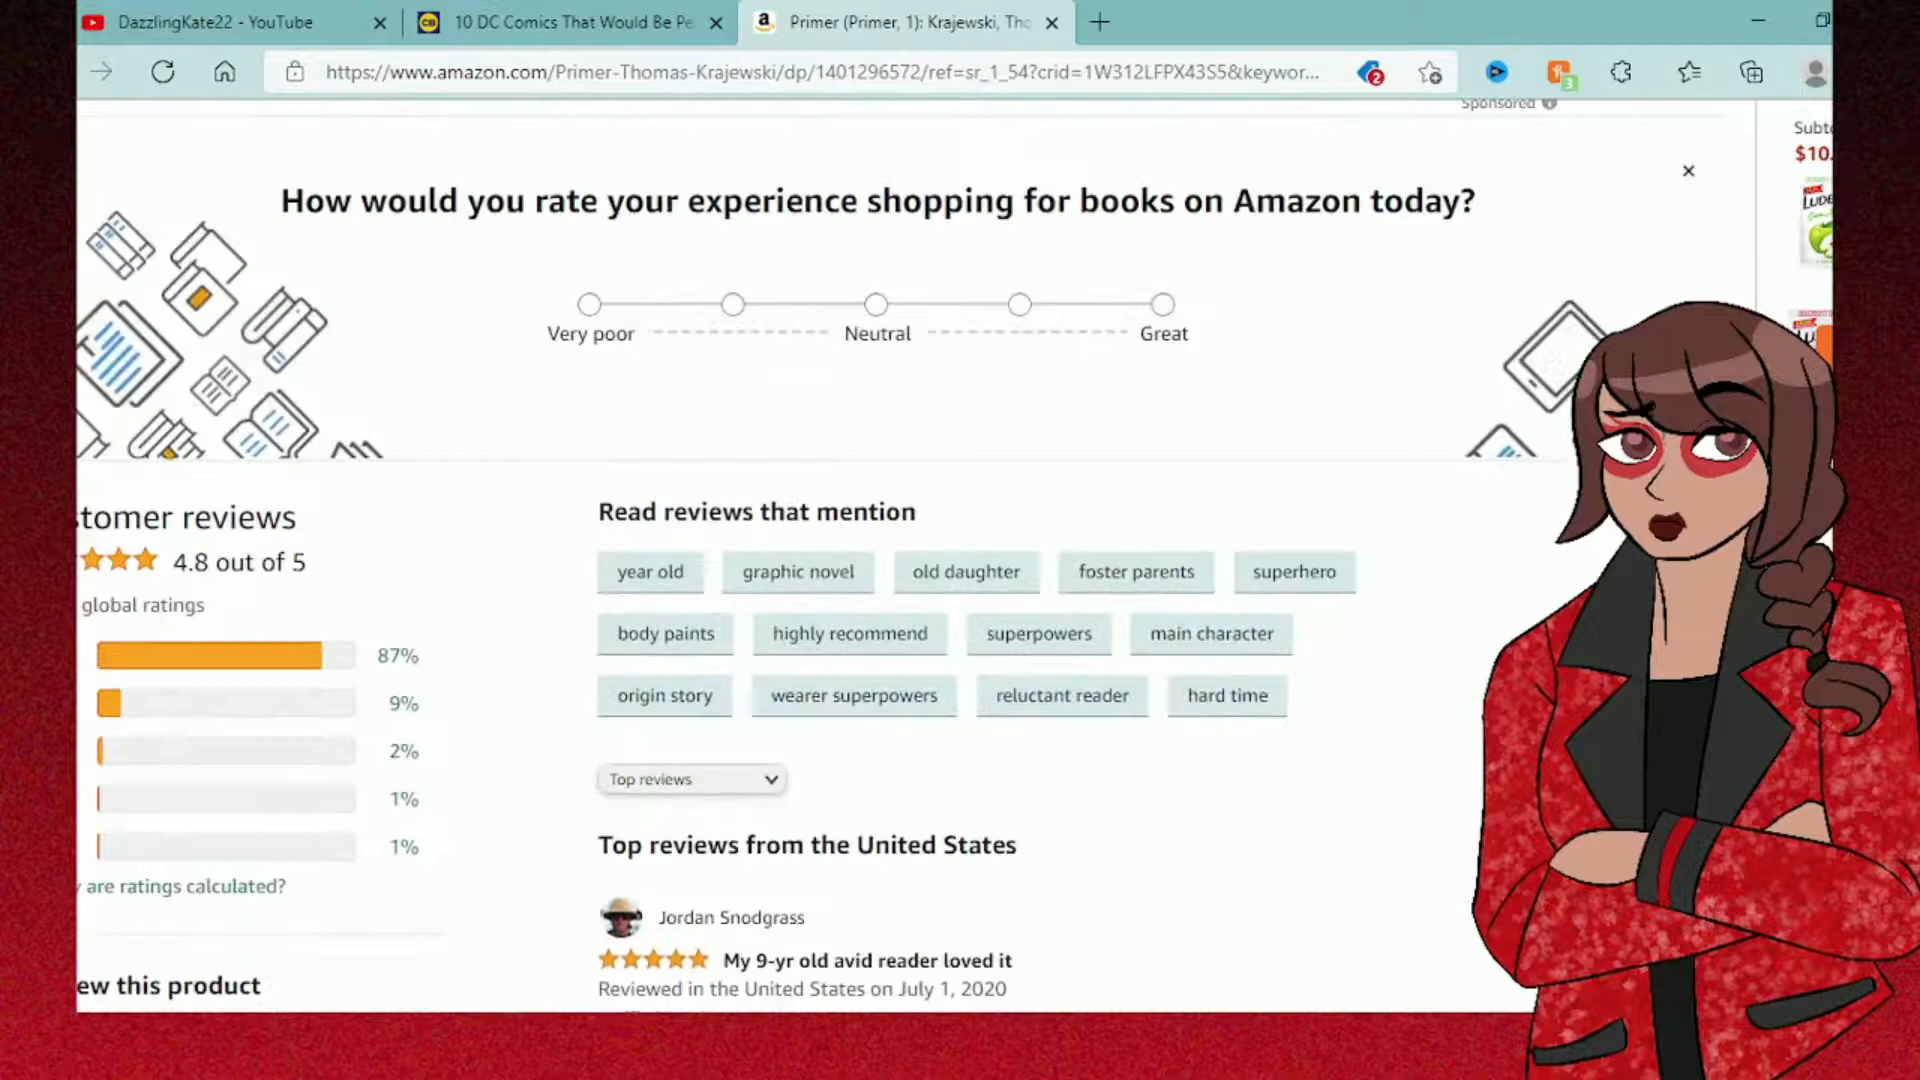 DazzlingKate22 - YouTube
10 DC Comics That Would Be Pe
Primer (Primer, 1): Krajewski, Tho
https://www.amazon.com/Primer-Thomas-Krajewski/dp/1401296572/ref=sr_1_54?crid=1W312LFPX43S5&keywor...
2
3
Sponsored
Subto
$10.
How would you rate your experience shopping for books on Amazon today?
LUDE
Very poor
Neutral
Great
stomer reviews
4.8 out of 5
global ratings
87%
9%
2%
1%
1%
are ratings calculated?
ew this product
Read reviews that mention
year old
graphic novel
old daughter
foster parents
superhero
body paints
highly recommend
superpowers
main character
origin story
wearer superpowers
reluctant reader
hard time
Top reviews
Top reviews from the United States
Jordan Snodgrass
My 9-yr old avid reader loved it
Reviewed in the United States on July 1, 2020